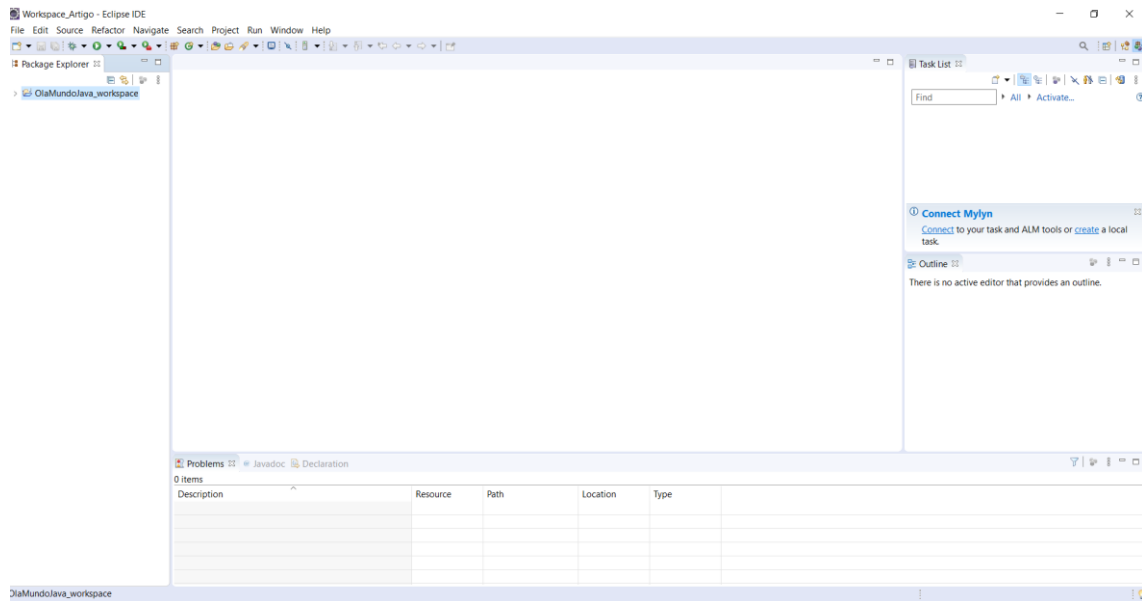 Workspace_Artigo - Eclipse IDE
File Edit Source Refactor Navigate Search Project Run Window Help
Package Explorer
OlaMundoJava_workspace
Task List
Find All Activate...
Connect Mylyn
Connect to your task and ALM tools or create a local
task.
Outline
There is no active editor that provides an outline.
Problems Javadoc Declaration
0 items
Description Resource Path Location Type
OlaMundoJava_workspace